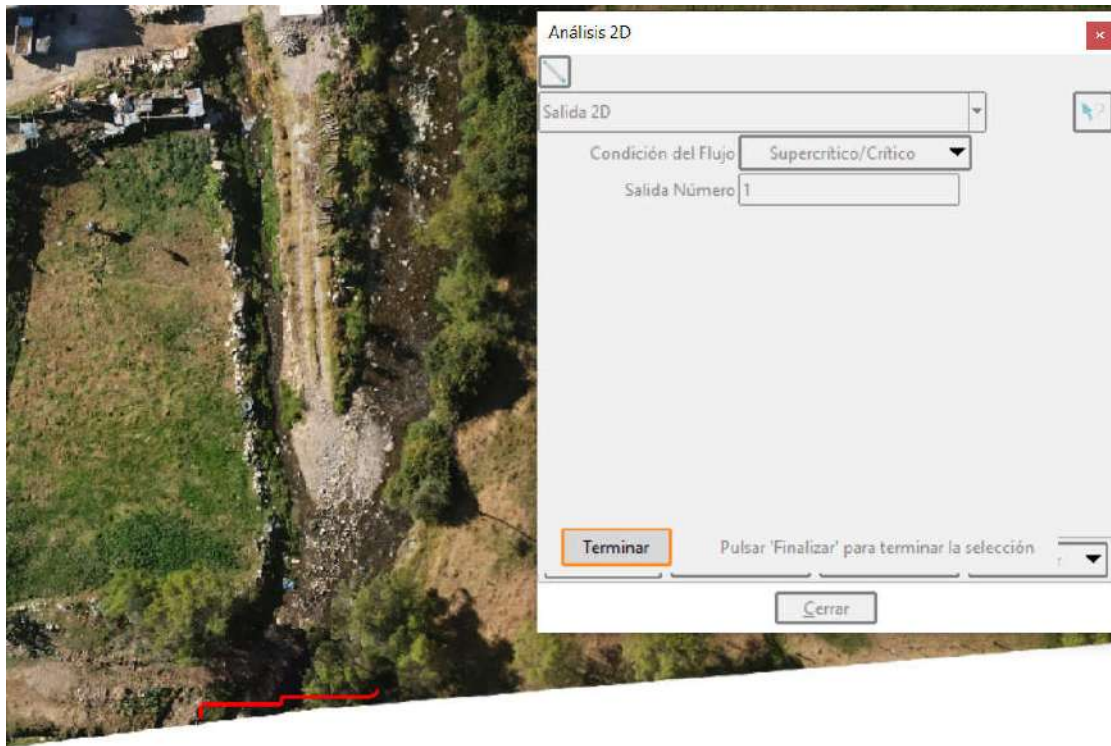 Análisis 2D
Salida 2D
Condición del Flujo Supercrítico/Crítico
Salida Número 1
Terminar Pulsar 'Finalizar' para terminar la selección
Cerrar